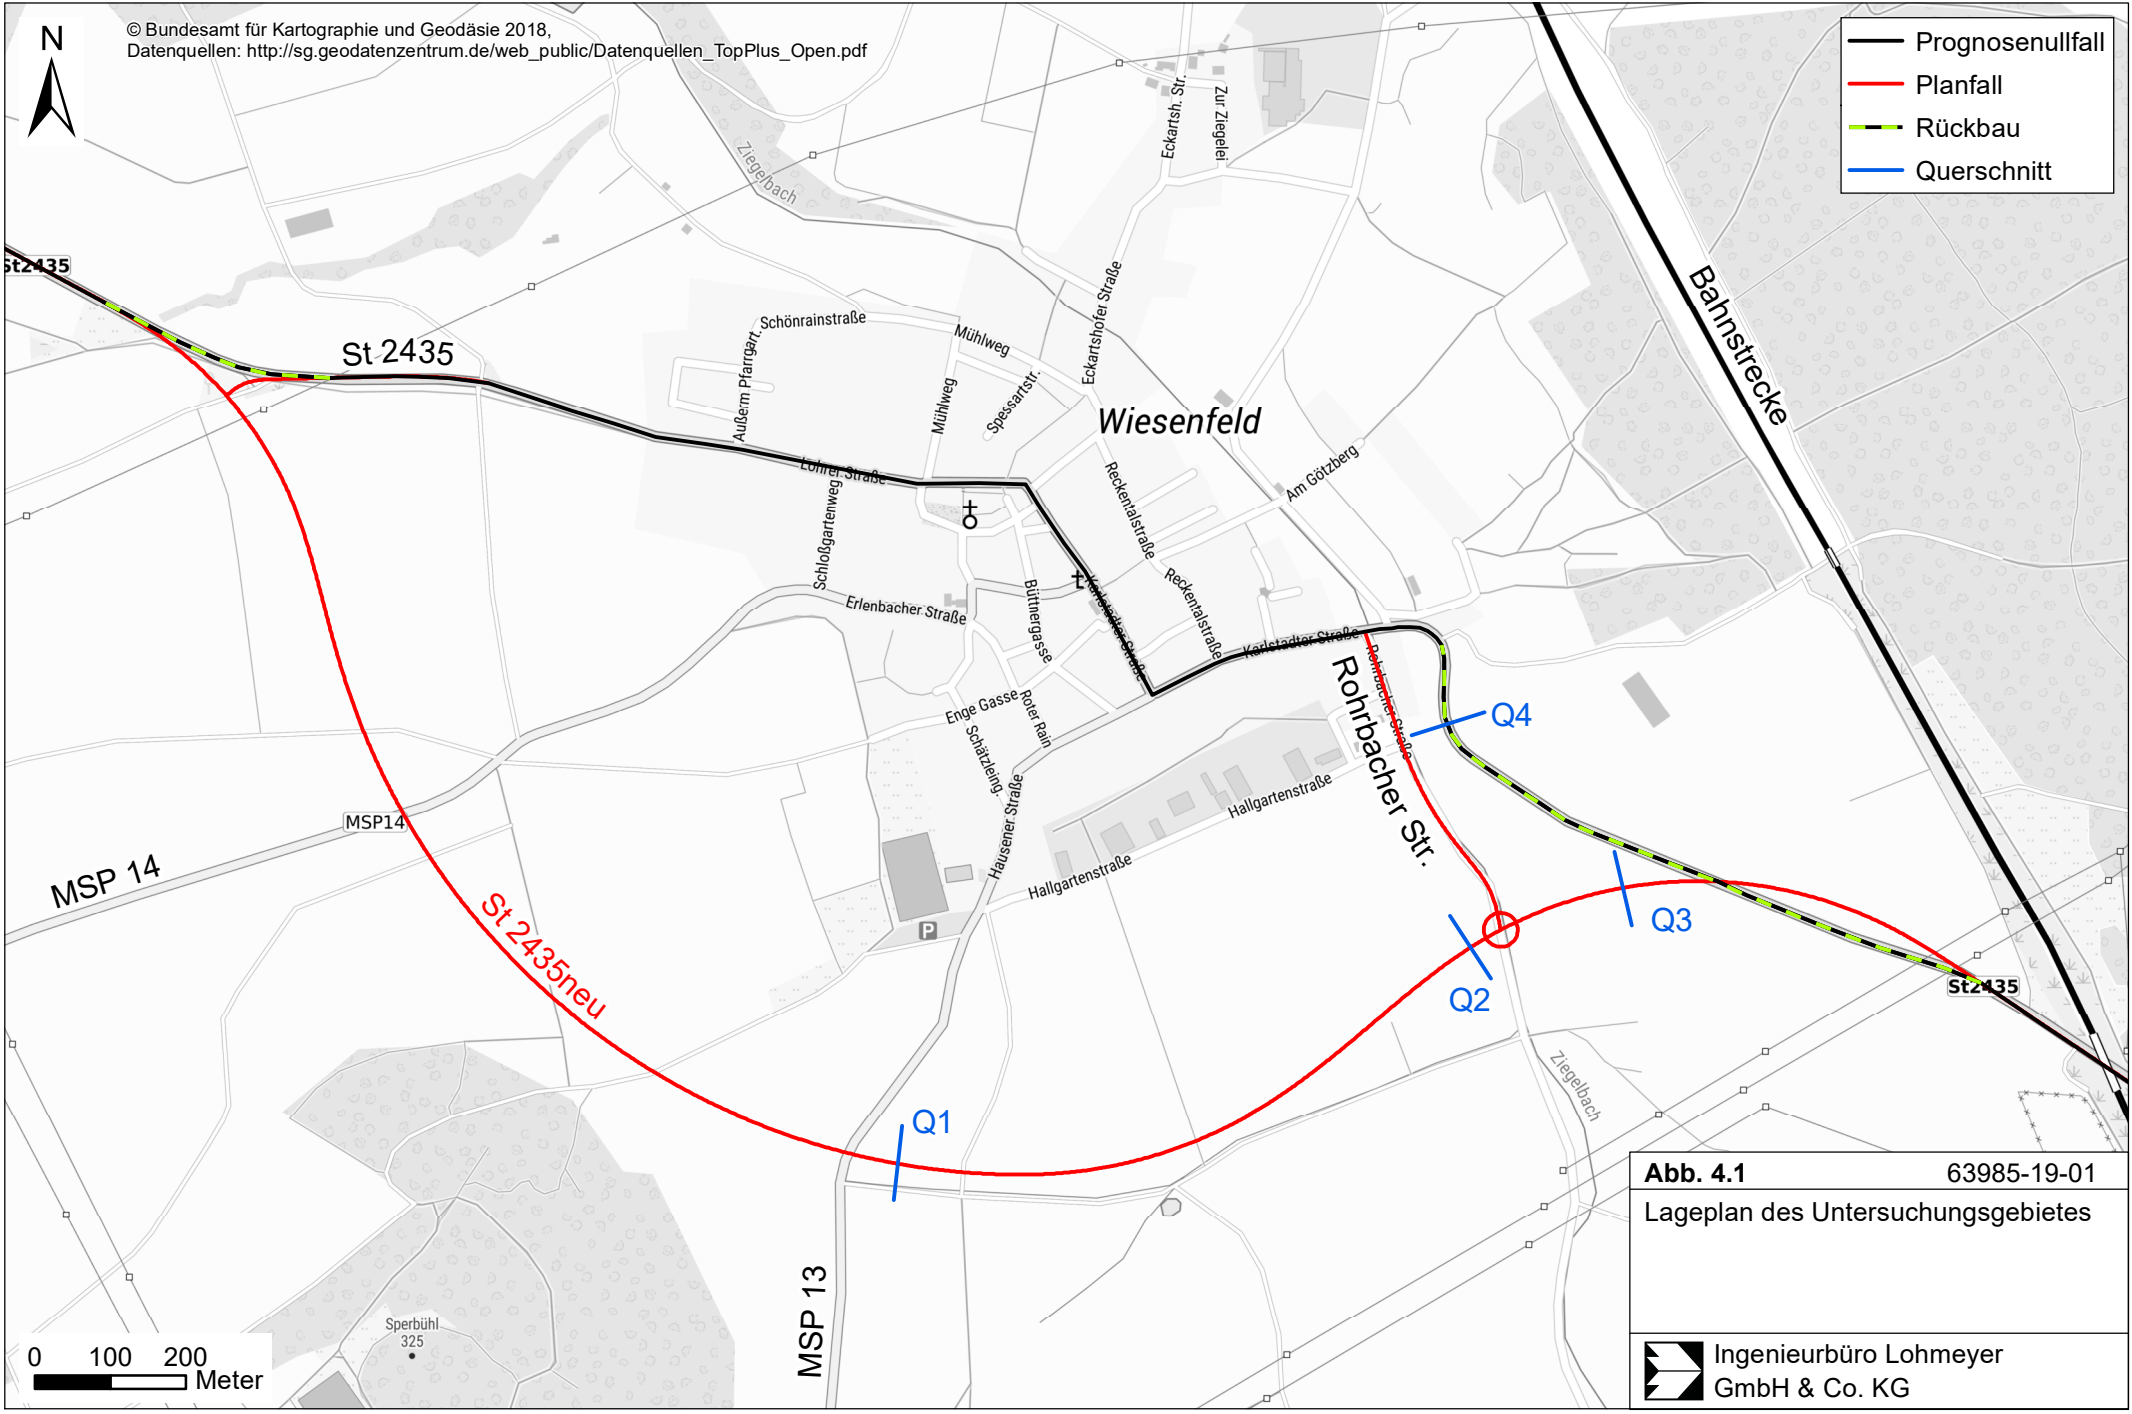 N
© Bundesamt für Kartographie und Geodäsie 2018,
Datenquellen: http://sg.geodatenzentrum.de/web_public/Datenquellen_TopPlus_Open.pdf
Prognosenullfall
Planfall
Rückbau
Querschnitt
Eckartsh. Str.
Zur Ziegelei
Ziegelbach
St2435
St 2435
Bahnstrecke
Schönrainstraße
Mühlweg
Eckartshofer Straße
Außerm Pfarrgart.
Mühlweg
Spessartstr.
Wiesenfeld
Lohrer Straße
Schloßgartenweg
Reckentalstraße
Am Götzberg
Erlenbacher Straße
Büttnergasse
Karlstadter Straße
Reckentalstraße
Karlstadter Straße
Rohrbacher Straße
Rohrbacher Str.
Enge Gasse
Roter Rain
Schätzleing.
Q4
Hausener Straße
Hallgartenstraße
Hallgartenstraße
MSP14
MSP 14
St 2435neu
P
Q3
Q2
St2435
Ziegelbach
Q1
MSP 13
Sperbühl
325
0 100 200
Meter
Abb. 4.1 63985-19-01
Lageplan des Untersuchungsgebietes
Ingenieurbüro Lohmeyer
GmbH & Co. KG